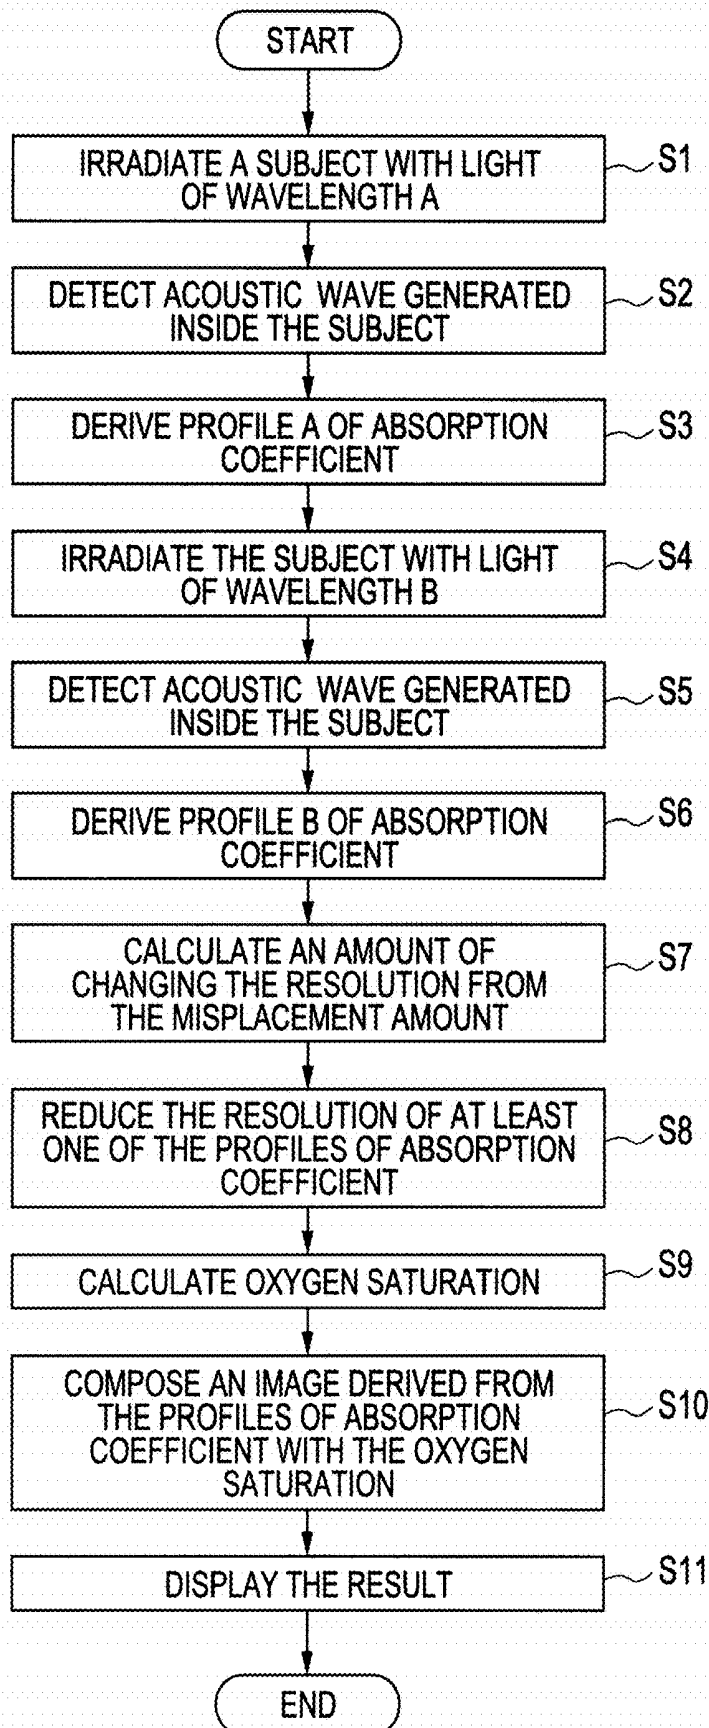 START
IRRADIATE A SUBJECT WITH LIGHT
OF WAVELENGTH A
S1
DETECT ACOUSTIC WAVE GENERATED
INSIDE THE SUBJECT
S2
DERIVE PROFILE A OF ABSORPTION
COEFFICIENT
S3
IRRADIATE THE SUBJECT WITH LIGHT
OF WAVELENGTH B
S4
DETECT ACOUSTIC WAVE GENERATED
INSIDE THE SUBJECT
S5
DERIVE PROFILE B OF ABSORPTION
COEFFICIENT
S6
CALCULATE AN AMOUNT OF
CHANGING THE RESOLUTION FROM
THE MISPLACEMENT AMOUNT
S7
REDUCE THE RESOLUTION OF AT LEAST
ONE OF THE PROFILES OF ABSORPTION
COEFFICIENT
S8
CALCULATE OXYGEN SATURATION
S9
COMPOSE AN IMAGE DERIVED FROM
THE PROFILES OF ABSORPTION
COEFFICIENT WITH THE OXYGEN
SATURATION
S10
DISPLAY THE RESULT
S11
END